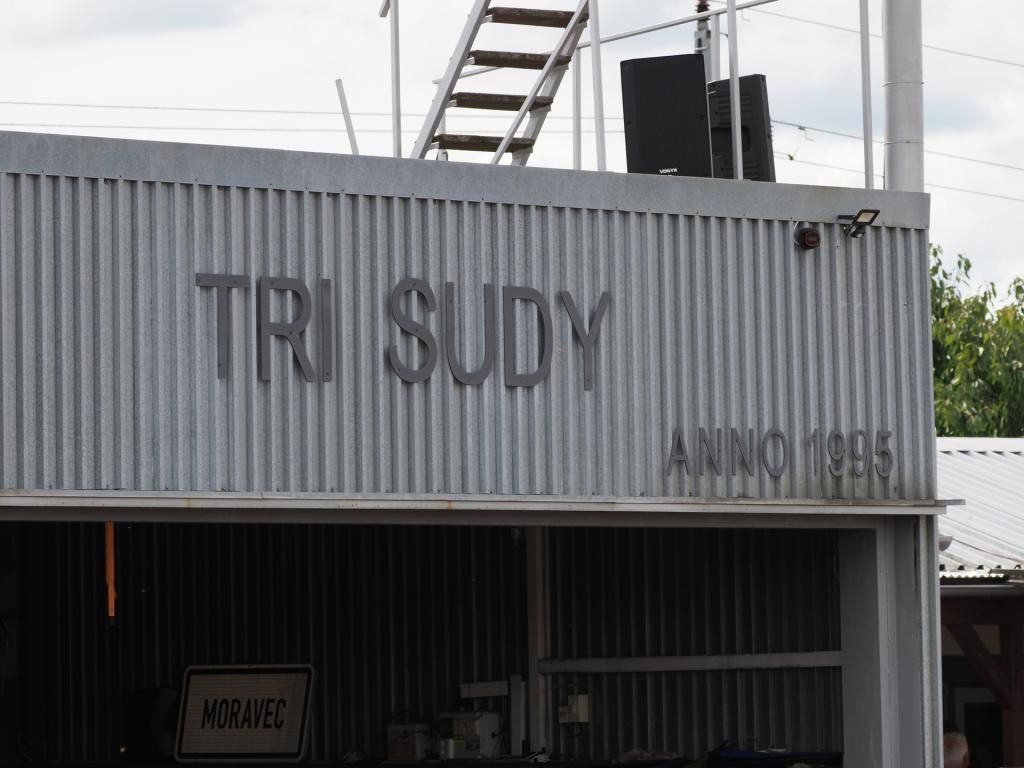 TRI SUDY
ANNO 1995
MORAVEC